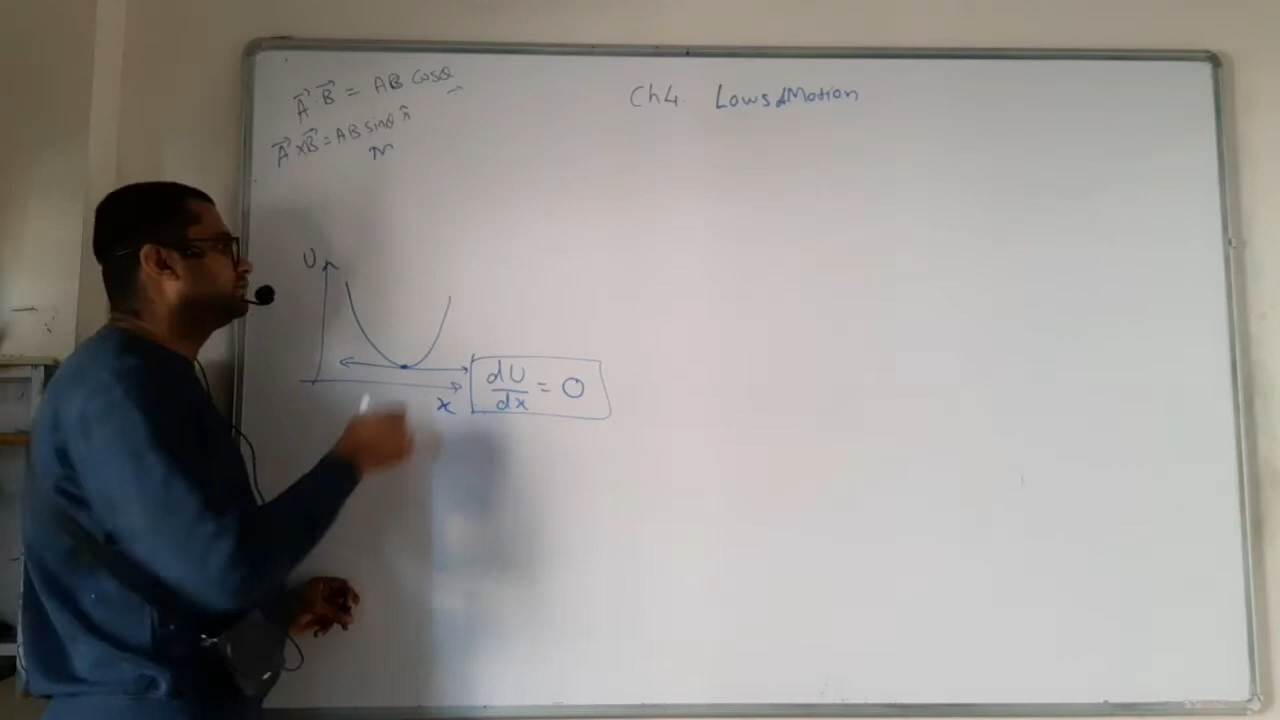 A⃗·B⃗ = AB Cosθ
A⃗×B⃗ = AB sinθ n̂
Ch4. Laws of Motion
U
x
dU/dx = 0